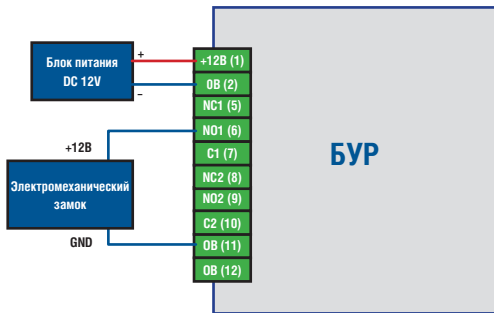 Блок питания
DC 12V
+
–
+12В (1)
0В (2)
NC1 (5)
NO1 (6)
C1 (7)
NC2 (8)
NO2 (9)
C2 (10)
0В (11)
0В (12)
+12В
Электромеханический
замок
GND
БУР